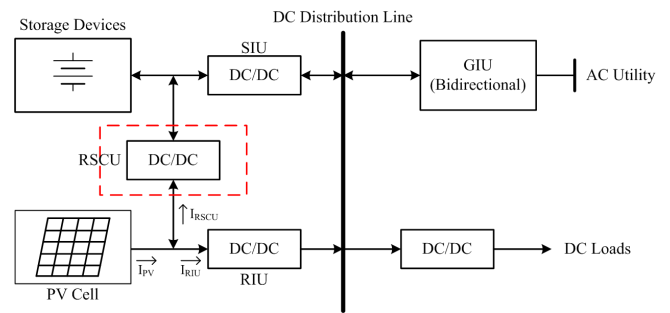 DC Distribution Line
Storage Devices
SIU
DC/DC
GIU
(Bidirectional)
AC Utility
RSCU
DC/DC
I_RSCU
DC/DC
DC/DC
DC Loads
I_PV
I_RIU
RIU
PV Cell